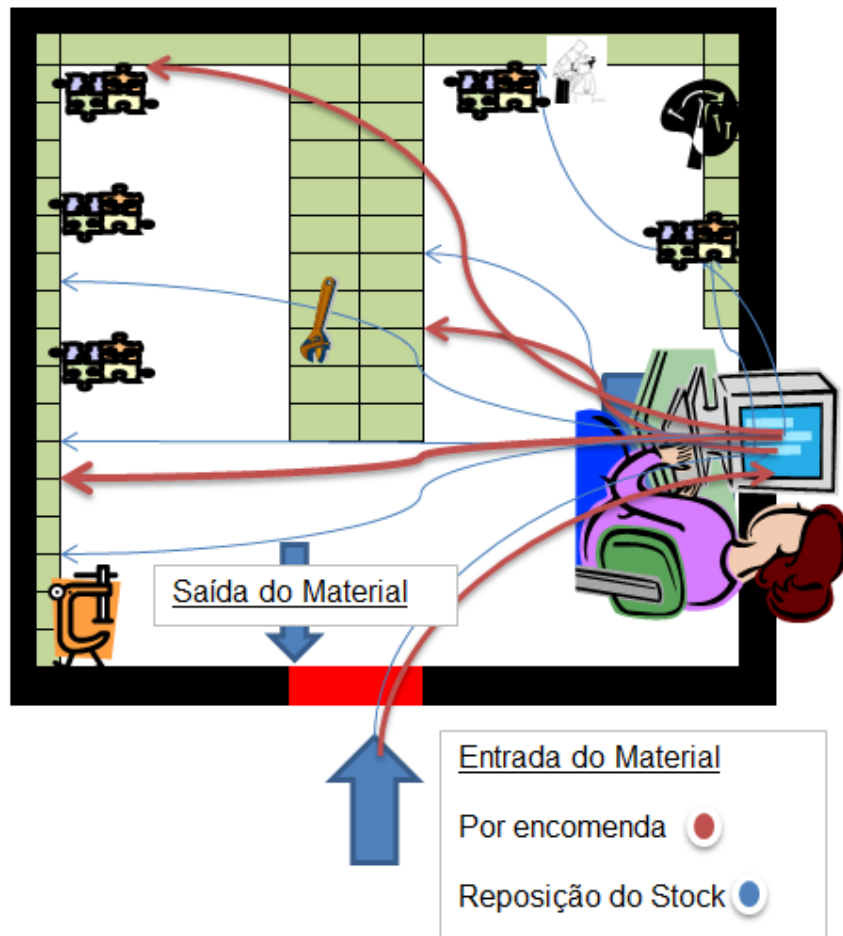 Saída do Material
Entrada do Material
Por encomenda
Reposição do Stock